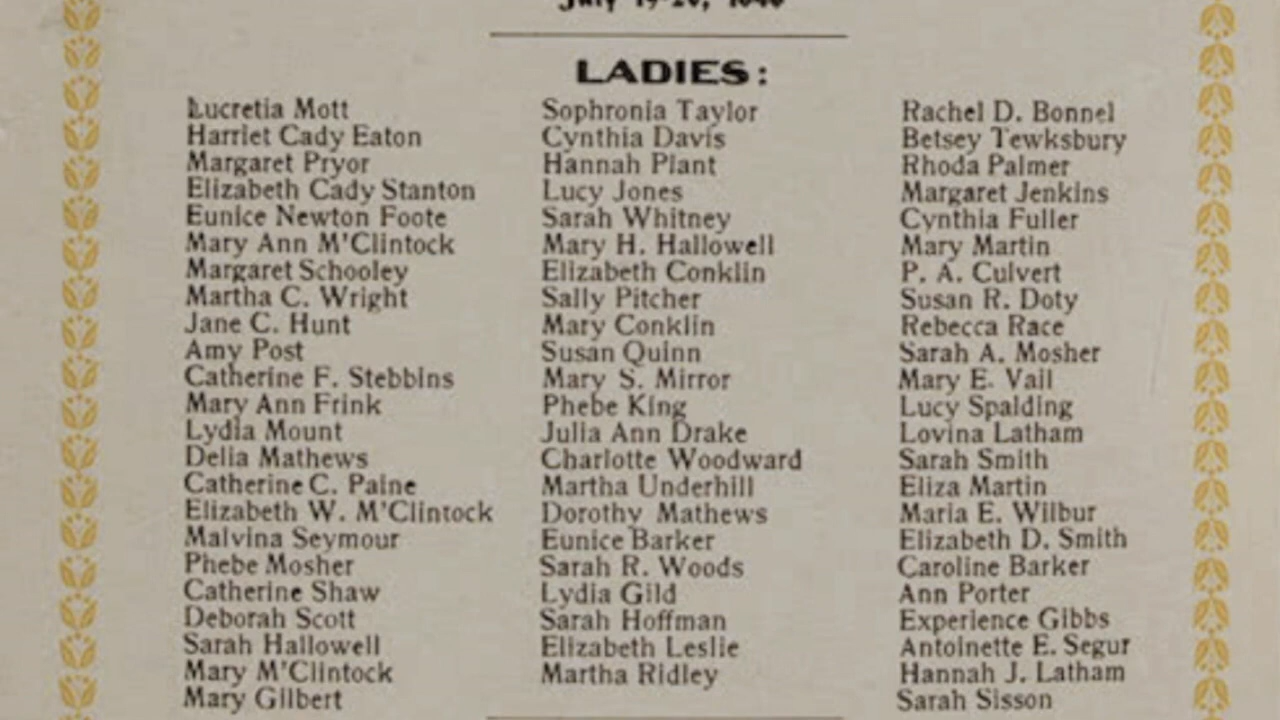 LADIES:
Lucretia Mott
Harriet Cady Eaton
Margaret Pryor
Elizabeth Cady Stanton
Eunice Newton Foote
Mary Ann M'Clintock
Margaret Schooley
Martha C. Wright
Jane C. Hunt
Amy Post
Catherine F. Stebbins
Mary Ann Frink
Lydia Mount
Delia Mathews
Catherine C. Paine
Elizabeth W. M'Clintock
Malvina Seymour
Phebe Mosher
Catherine Shaw
Deborah Scott
Sarah Hallowell
Mary M'Clintock
Mary Gilbert
Sophronia Taylor
Cynthia Davis
Hannah Plant
Lucy Jones
Sarah Whitney
Mary H. Hallowell
Elizabeth Conklin
Sally Pitcher
Mary Conklin
Susan Quinn
Mary S. Mirror
Phebe King
Julia Ann Drake
Charlotte Woodward
Martha Underhill
Dorothy Mathews
Eunice Barker
Sarah R. Woods
Lydia Gild
Sarah Hoffman
Elizabeth Leslie
Martha Ridley
Rachel D. Bonnel
Betsey Tewksbury
Rhoda Palmer
Margaret Jenkins
Cynthia Fuller
Mary Martin
P. A. Culvert
Susan R. Doty
Rebecca Race
Sarah A. Mosher
Mary E. Vail
Lucy Spalding
Lovina Latham
Sarah Smith
Eliza Martin
Maria E. Wilbur
Elizabeth D. Smith
Caroline Barker
Ann Porter
Experience Gibbs
Antoinette E. Segur
Hannah J. Latham
Sarah Sisson